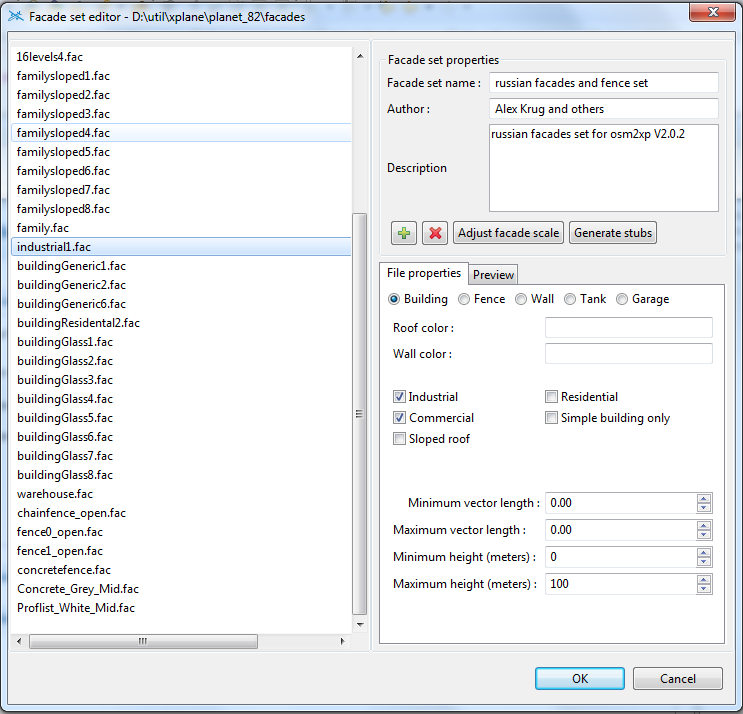 Facade set editor - D:\util\xplane\planet_82\facades
16levels4.fac
familysloped1.fac
familysloped2.fac
familysloped3.fac
familysloped4.fac
familysloped5.fac
familysloped6.fac
familysloped7.fac
familysloped8.fac
family.fac
industrial1.fac
buildingGeneric1.fac
buildingGeneric2.fac
buildingGeneric6.fac
buildingResidental2.fac
buildingGlass1.fac
buildingGlass2.fac
buildingGlass3.fac
buildingGlass4.fac
buildingGlass5.fac
buildingGlass6.fac
buildingGlass7.fac
buildingGlass8.fac
warehouse.fac
chainfence_open.fac
fence0_open.fac
fence1_open.fac
concretefence.fac
Concrete_Grey_Mid.fac
Proflist_White_Mid.fac
Facade set properties
Facade set name : russian facades and fence set
Author : Alex Krug and others
Description russian facades set for osm2xp V2.0.2
Adjust facade scale Generate stubs
File properties Preview
Building Fence Wall Tank Garage
Roof color :
Wall color :
Industrial Residential
Commercial Simple building only
Sloped roof
Minimum vector length : 0.00
Maximum vector length : 0.00
Minimum height (meters) : 0
Maximum height (meters) : 100
OK Cancel